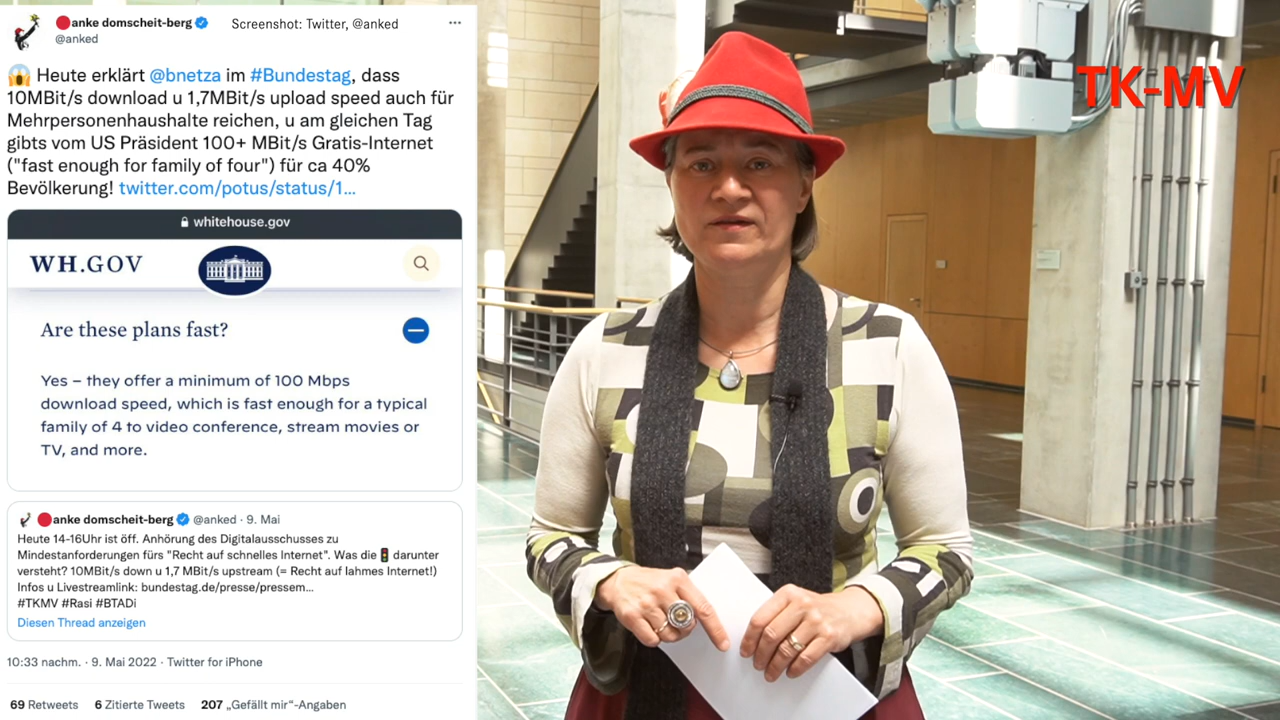 anke domscheit-berg
Screenshot: Twitter, @anked
@anked
😱 Heute erklärt @bnetza im #Bundestag, dass
10MBit/s download u 1,7MBit/s upload speed auch für
Mehrpersonenhaushalte reichen, u am gleichen Tag
gibts vom US Präsident 100+ MBit/s Gratis-Internet
("fast enough for family of four") für ca 40%
Bevölkerung! twitter.com/potus/status/1...
whitehouse.gov
WH.GOV
Are these plans fast?
Yes – they offer a minimum of 100 Mbps
download speed, which is fast enough for a typical
family of 4 to video conference, stream movies or
TV, and more.
anke domscheit-berg @anked · 9. Mai
Heute 14-16Uhr ist öff. Anhörung des Digitalausschusses zu
Mindestanforderungen fürs "Recht auf schnelles Internet". Was die 🚦 darunter
versteht? 10MBit/s down u 1,7 MBit/s upstream (= Recht auf lahmes Internet!)
Infos u Livestreamlink: bundestag.de/presse/pressem...
#TKMV #Rasi #BTADi
Diesen Thread anzeigen
10:33 nachm. · 9. Mai 2022 · Twitter for iPhone
69 Retweets 6 Zitierte Tweets 207 „Gefällt mir“-Angaben
TK-MV